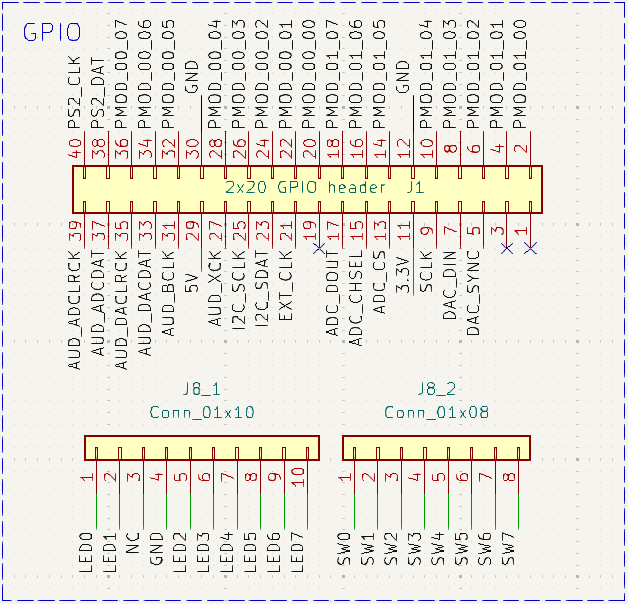 GPIO
40 PS2_CLK
38 PS2_DAT
36 PMOD_00_07
34 PMOD_00_06
32 PMOD_00_05
30 GND
28 PMOD_00_04
26 PMOD_00_03
24 PMOD_00_02
22 PMOD_00_01
20 PMOD_00_00
18 PMOD_01_07
16 PMOD_01_06
14 PMOD_01_05
12 GND
10 PMOD_01_04
8 PMOD_01_03
6 PMOD_01_02
4 PMOD_01_01
2 PMOD_01_00
2x20 GPIO header J1
AUD_ADCLRCK 39
AUD_ADCDAT 37
AUD_DACLRCK 35
AUD_DACDAT 33
AUD_BCLK 31
5V 29
AUD_XCK 27
I2C_SCLK 25
I2C_SDAT 23
EXT_CLK 21
19
ADC_DOUT 17
ADC_CHSEL 15
ADC_CS 13
3.3V 11
SCLK 9
DAC_DIN 7
DAC_SYNC 5
3
1
J8_1
Conn_01x10
LED0 1
LED1 2
NC 3
GND 4
LED2 5
LED3 6
LED4 7
LED5 8
LED6 9
LED7 10
J8_2
Conn_01x08
SW0 1
SW1 2
SW2 3
SW3 4
SW4 5
SW5 6
SW6 7
SW7 8